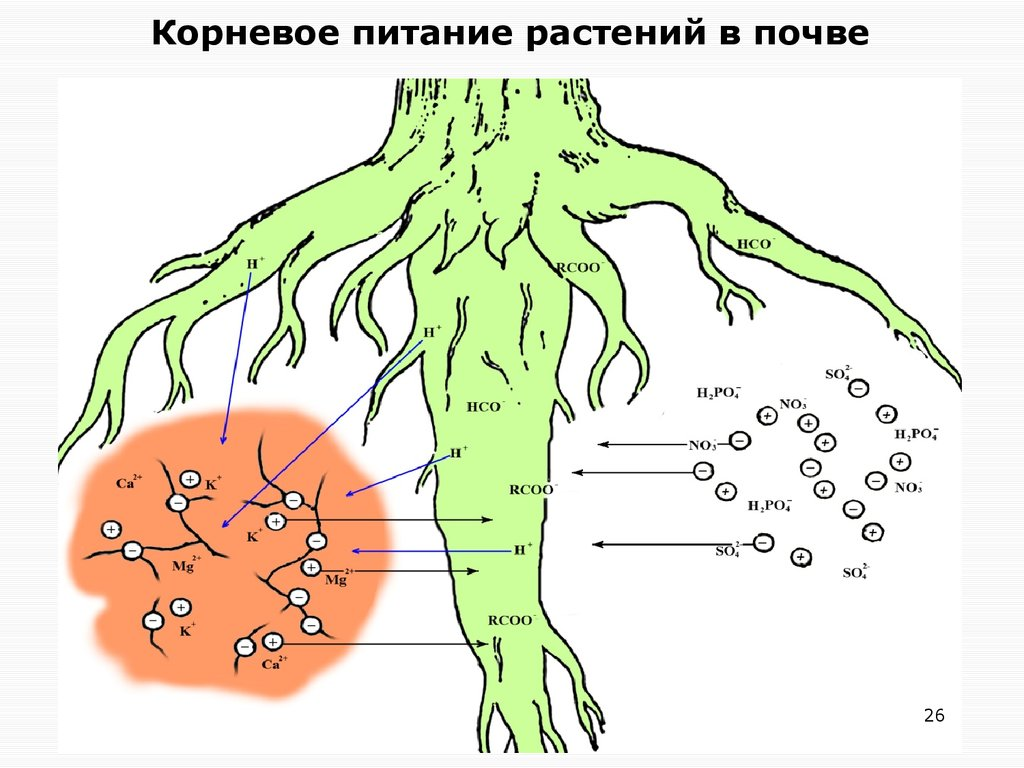 Корневое питание растений в почве
HCO⁻
H⁺
RCOO⁻
H⁺
SO₄²⁻
H₂PO₄⁻
NO₃⁻
HCO⁻
H₂PO₄⁻
NO₃⁻
H⁺
Ca²⁺
K⁺
RCOO⁻
NO₃⁻
H₂PO₄⁻
K⁺
H⁺
SO₄²⁻
Mg²⁺
Mg²⁺
SO₄²⁻
RCOO⁻
K⁺
Ca²⁺
26